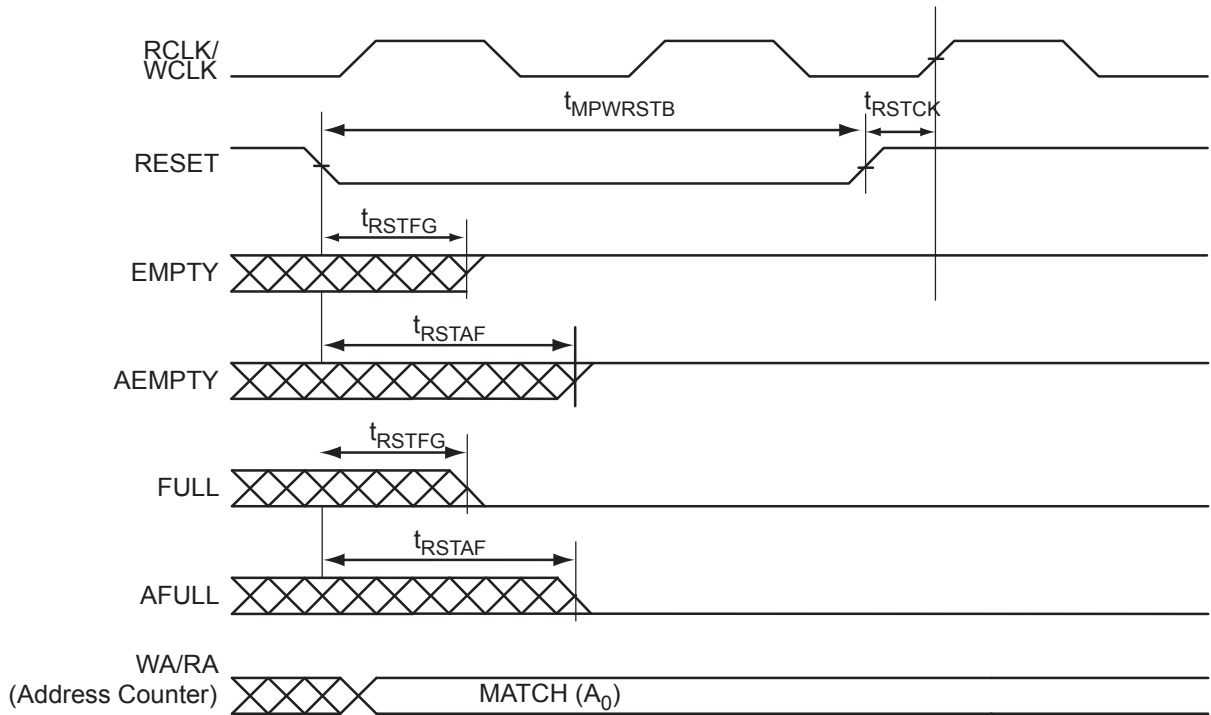 RCLK/
WCLK
tMPWRSTB
tRSTCK
RESET
tRSTFG
EMPTY
tRSTAF
AEMPTY
tRSTFG
FULL
tRSTAF
AFULL
WA/RA
(Address Counter)
MATCH (A0)